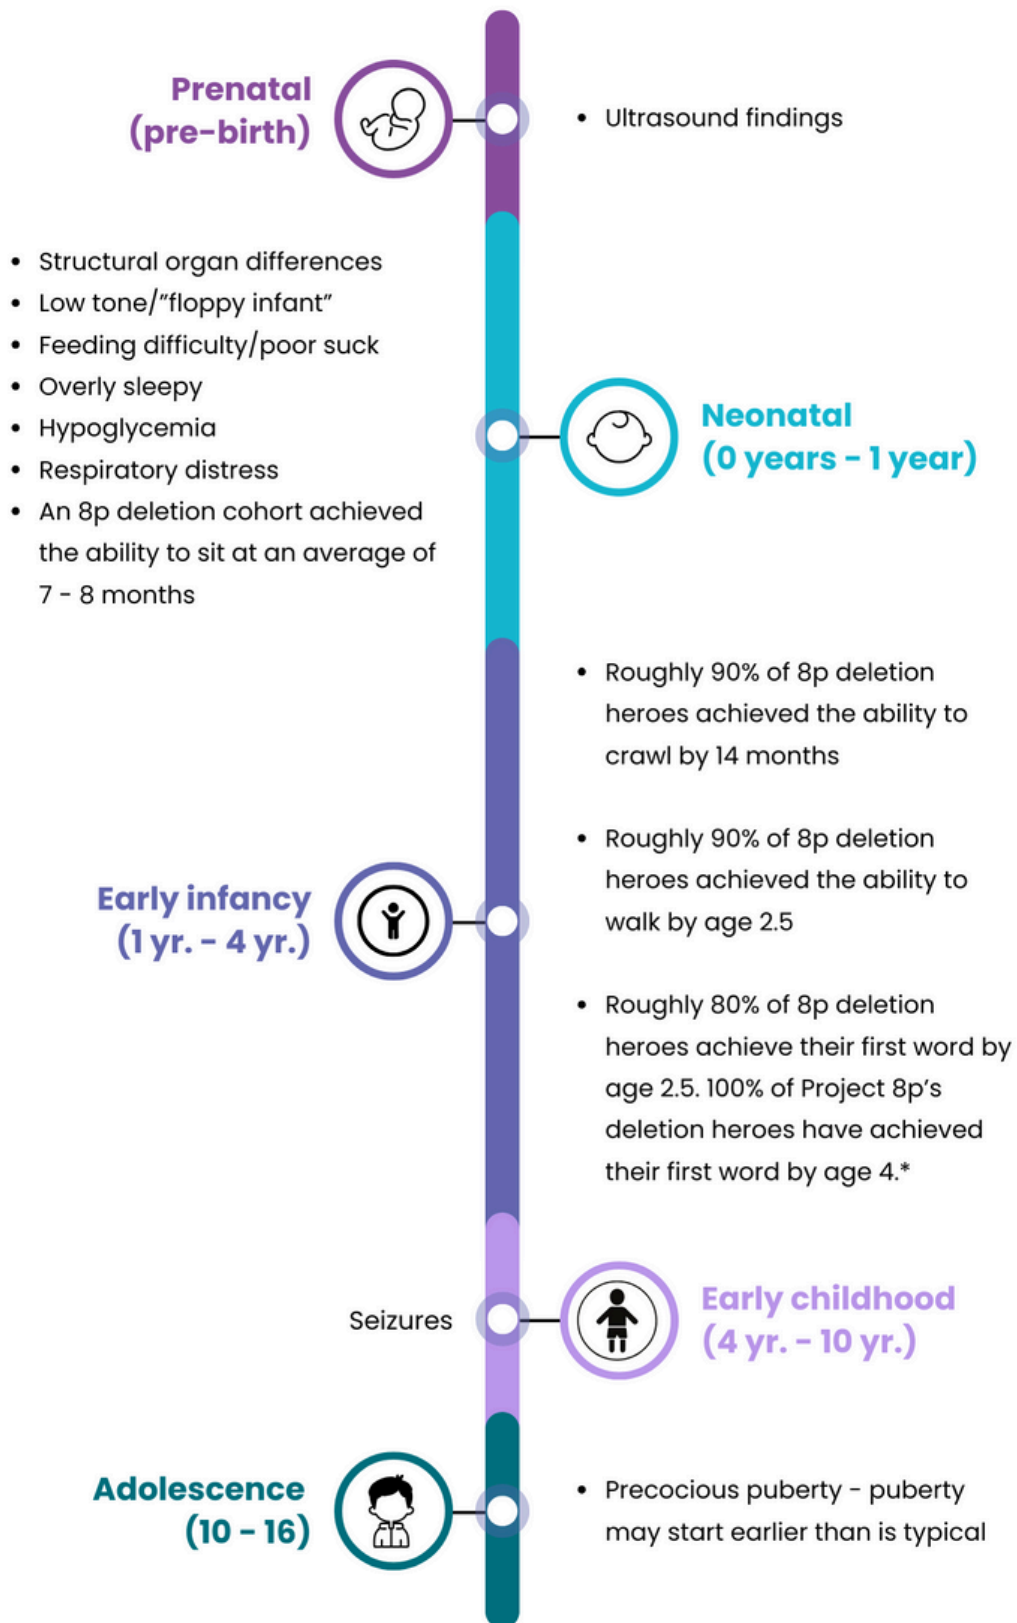 Prenatal
(pre-birth)
• Ultrasound findings
• Structural organ differences
• Low tone/”floppy infant”
• Feeding difficulty/poor suck
• Overly sleepy
• Hypoglycemia
• Respiratory distress
• An 8p deletion cohort achieved
the ability to sit at an average of
7 - 8 months
Neonatal
(0 years - 1 year)
• Roughly 90% of 8p deletion
heroes achieved the ability to
crawl by 14 months
• Roughly 90% of 8p deletion
heroes achieved the ability to
walk by age 2.5
• Roughly 80% of 8p deletion
heroes achieve their first word by
age 2.5. 100% of Project 8p’s
deletion heroes have achieved
their first word by age 4.*
Early infancy
(1 yr. - 4 yr.)
Seizures
Early childhood
(4 yr. - 10 yr.)
Adolescence
(10 - 16)
• Precocious puberty - puberty
may start earlier than is typical